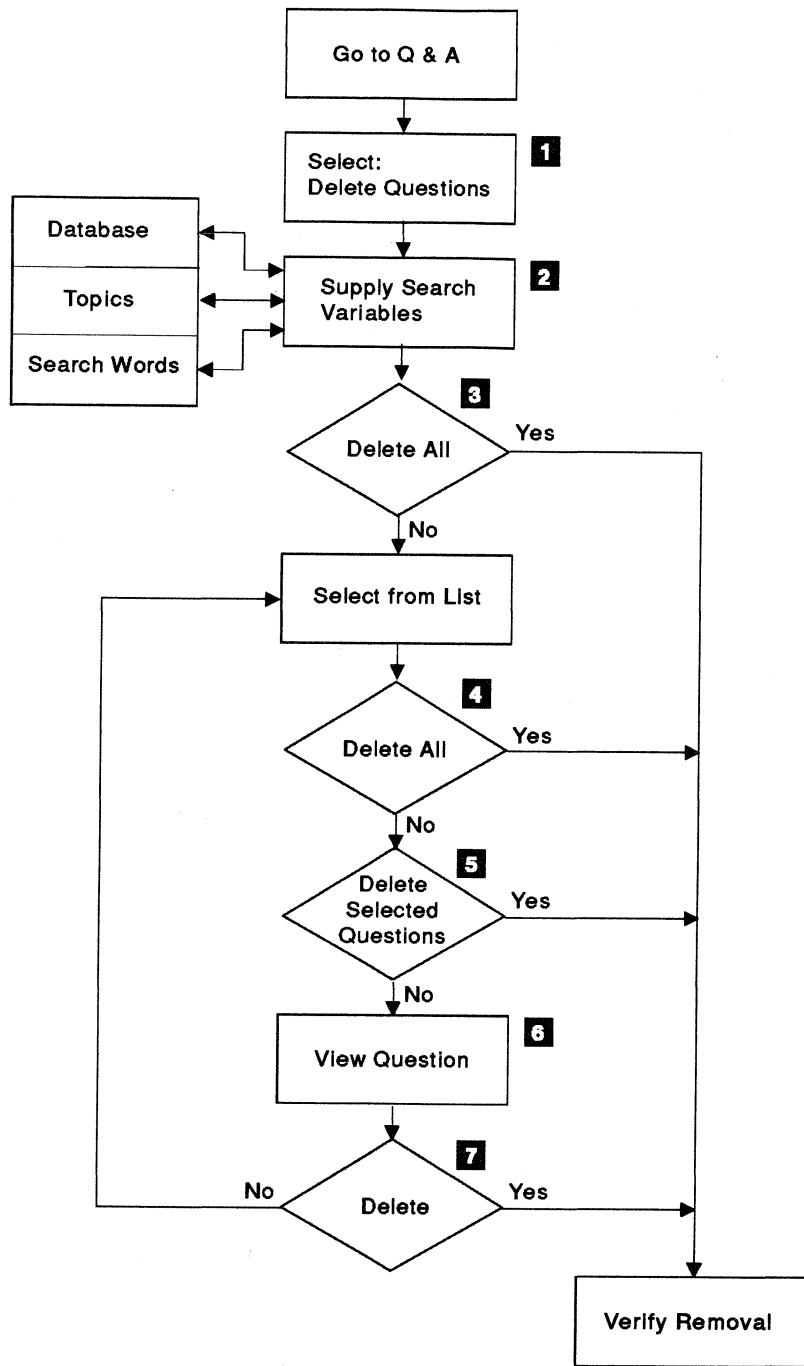 Go to Q & A
1
Select:
Delete Questions
Database
Topics
Search Words
2
Supply Search
Variables
3
Delete All
Yes
No
Select from List
4
Delete All
Yes
No
5
Delete
Selected
Questions
Yes
No
6
View Question
7
No
Delete
Yes
Verify Removal